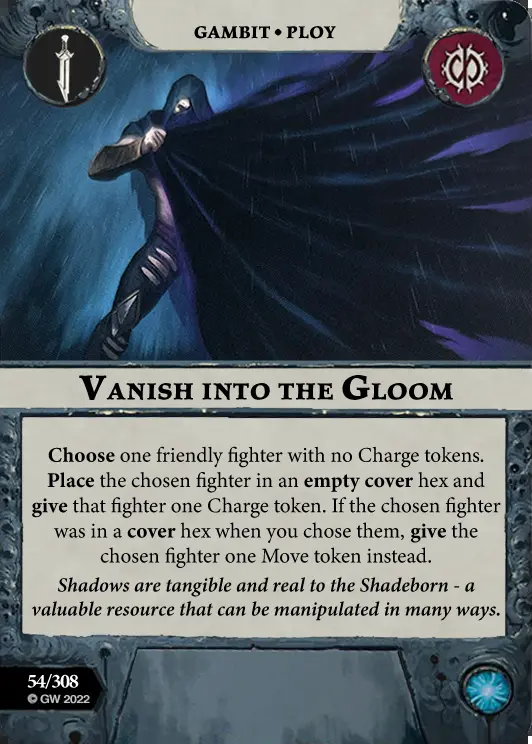 GAMBIT • PLOY
VANISH INTO THE GLOOM
Choose one friendly fighter with no Charge tokens.
Place the chosen fighter in an empty cover hex and
give that fighter one Charge token. If the chosen fighter
was in a cover hex when you chose them, give the
chosen fighter one Move token instead.
Shadows are tangible and real to the Shadeborn - a
valuable resource that can be manipulated in many ways.
54/308
© GW 2022